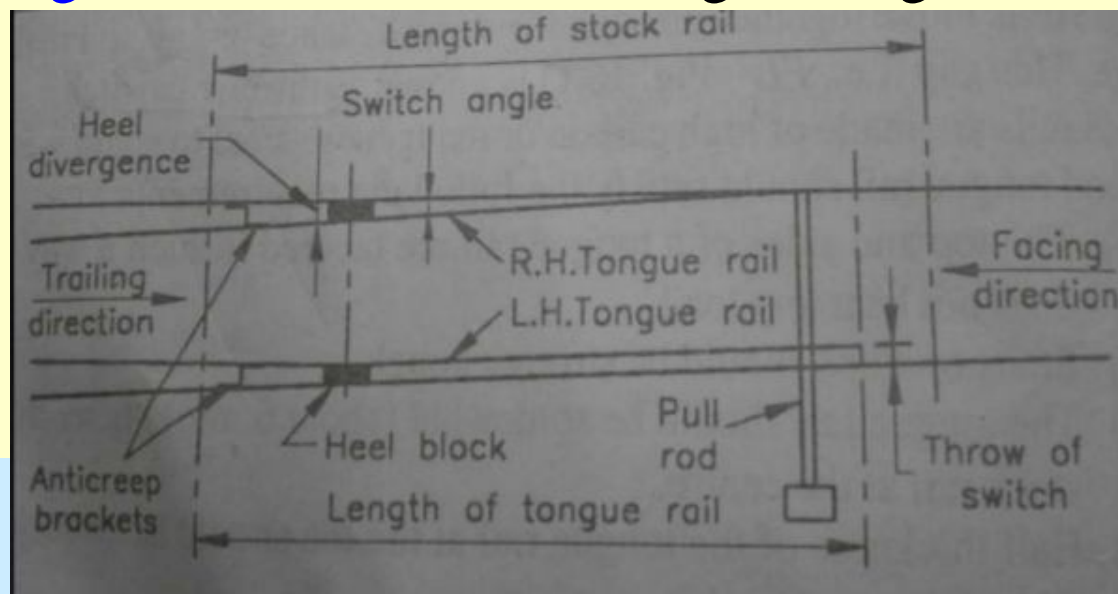 Length of stock rail
Switch angle
Heel
divergence
R.H.Tongue rail
L.H.Tongue rail
Trailing
direction
Facing
direction
Heel block
Pull
rod
Throw of
switch
Anticreep
brackets
Length of tongue rail